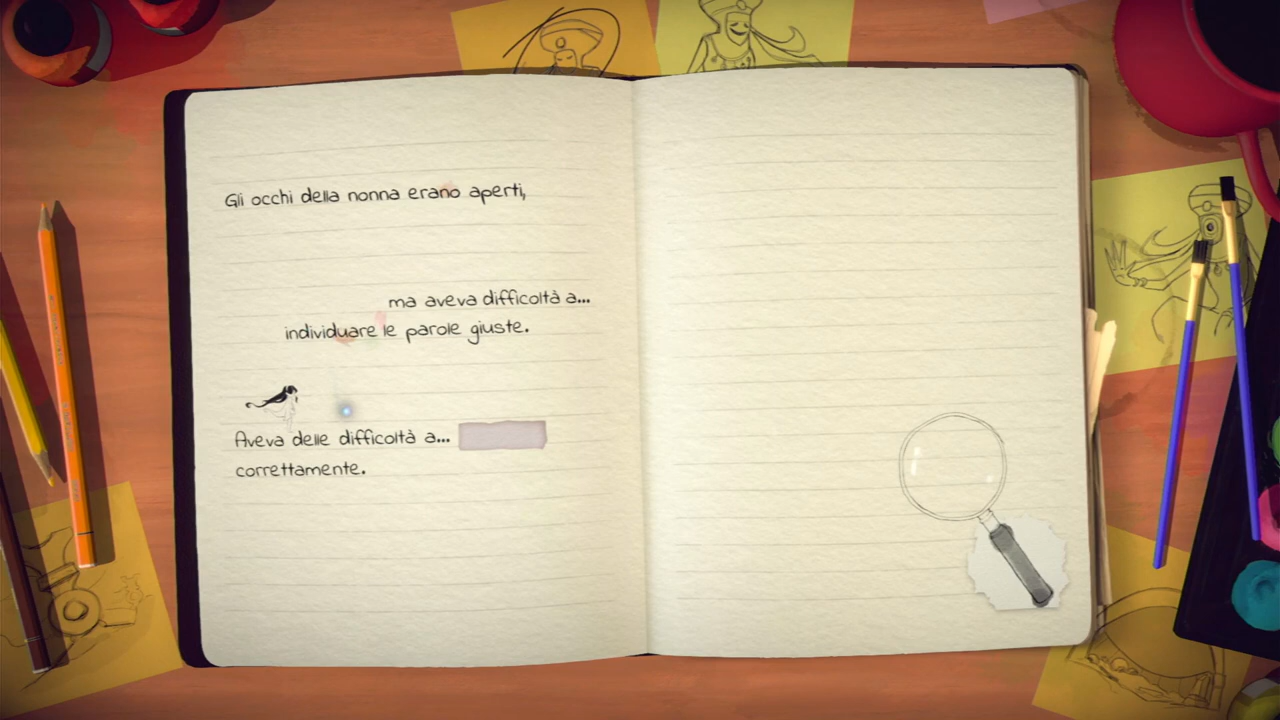 Gli occhi della nonna erano aperti,
ma aveva difficoltà a...
individuare le parole giuste.
Aveva delle difficoltà a...
correttamente.